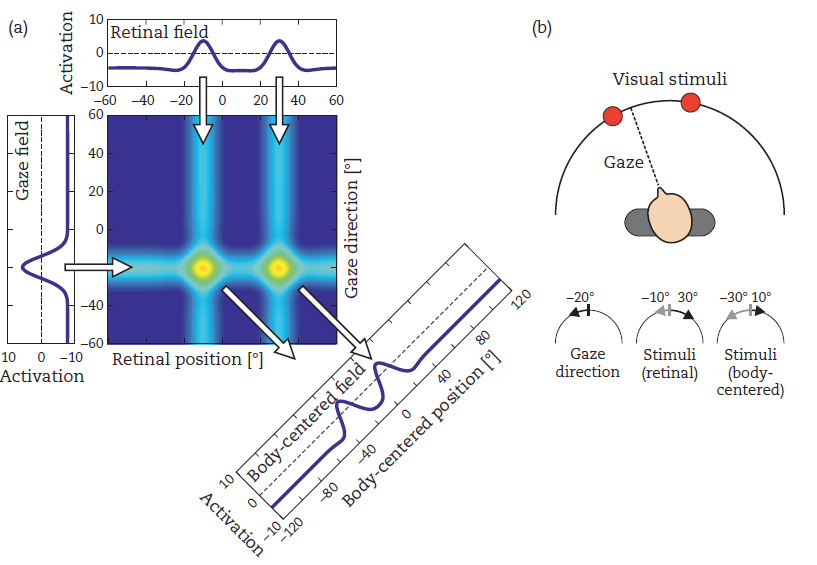 (a)
Activation
10
0
−10
Retinal field
−60 −40 −20 0 20 40 60
Gaze field
10 0 −10
Activation
60
40
20
0
−40
−60
Retinal position [°]
Gaze direction [°]
Body-centered field
10
0
−10
Activation
−120 −80 −40 0 40 80 120
Body-centered position [°]
(b)
Visual stimuli
Gaze
−20°
Gaze
direction
−10° 30°
Stimuli
(retinal)
−30° 10°
Stimuli
(body-
centered)